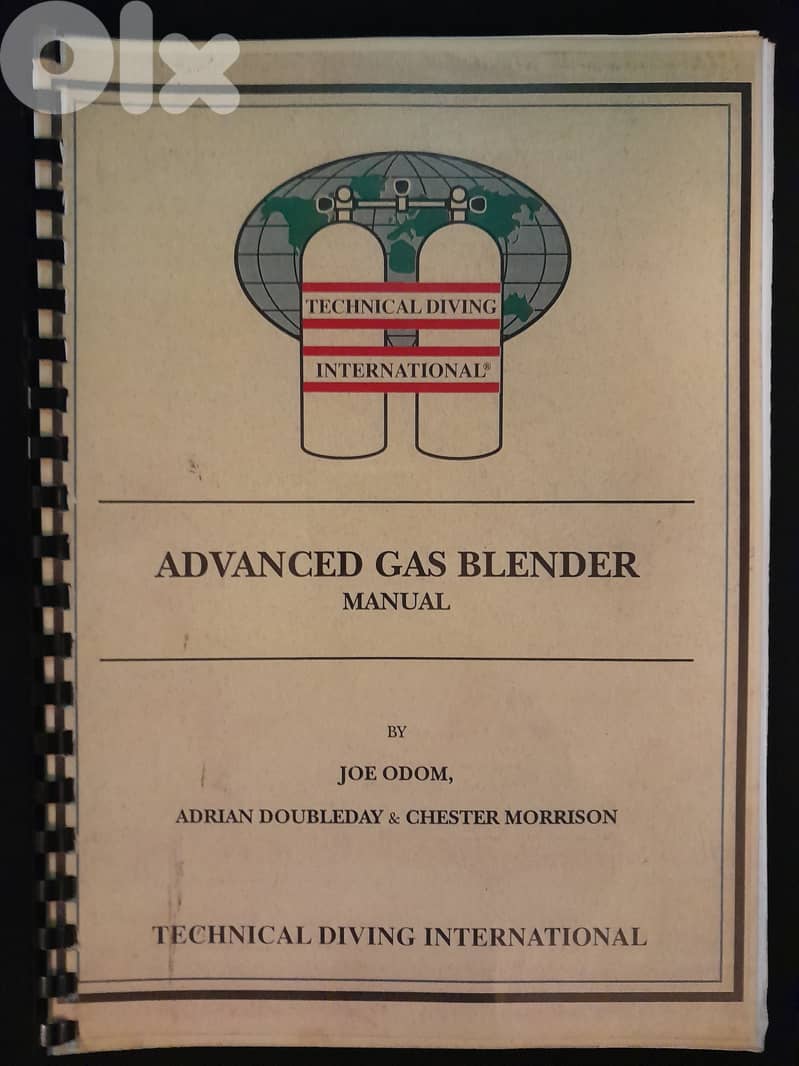 olx
TECHNICAL DIVING
INTERNATIONAL®
ADVANCED GAS BLENDER
MANUAL
BY
JOE ODOM,
ADRIAN DOUBLEDAY & CHESTER MORRISON
TECHNICAL DIVING INTERNATIONAL